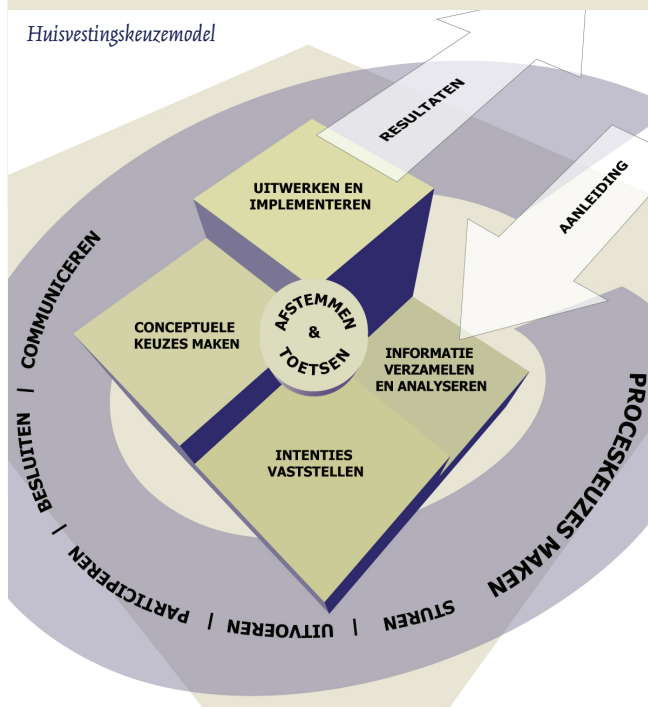 Huisvestingskeuzemodel
RESULTATEN
AANLEIDING
UITWERKEN EN
IMPLEMENTEREN
AFSTEMMEN
&
TOETSEN
CONCEPTUELE
KEUZES MAKEN
INFORMATIE
VERZAMELEN
EN ANALYSEREN
INTENTIES
VASTSTELLEN
PROCESKEUZES MAKEN
STUREN | UITVOEREN | PARTICIPEREN | BESLUITEN | COMMUNICEREN